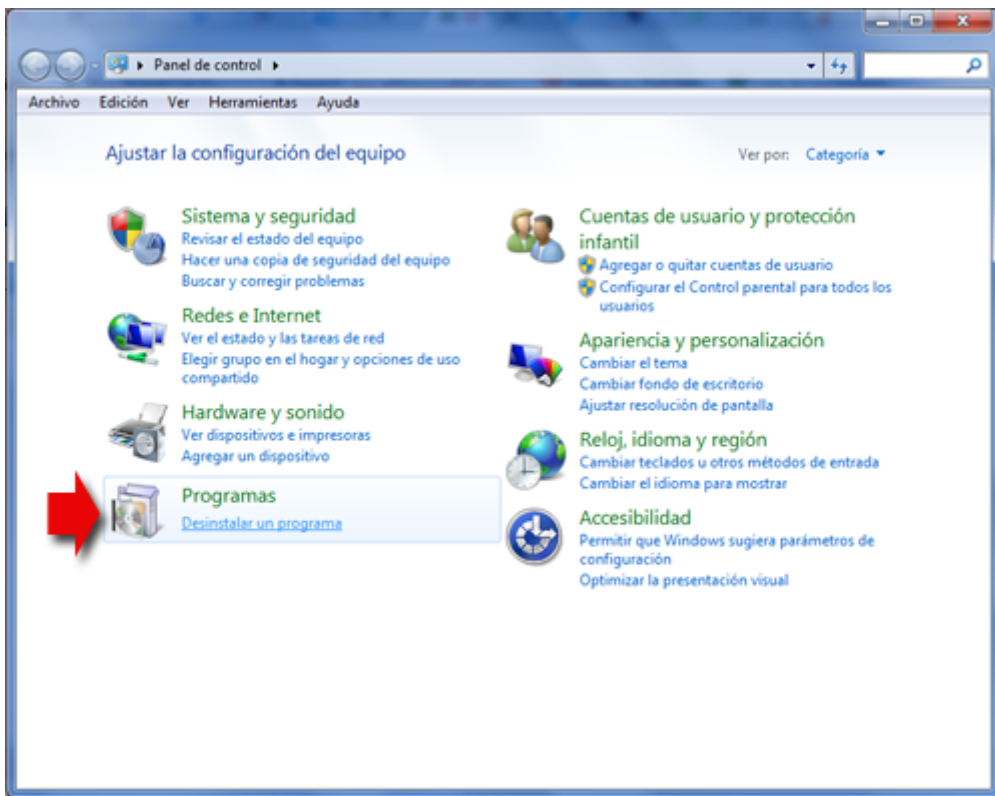 Panel de control
Archivo Edición Ver Herramientas Ayuda
Ajustar la configuración del equipo
Ver por: Categoría
Sistema y seguridad
Revisar el estado del equipo
Hacer una copia de seguridad del equipo
Buscar y corregir problemas
Redes e Internet
Ver el estado y las tareas de red
Elegir grupo en el hogar y opciones de uso
compartido
Hardware y sonido
Ver dispositivos e impresoras
Agregar un dispositivo
Programas
Desinstalar un programa
Cuentas de usuario y protección
infantil
Agregar o quitar cuentas de usuario
Configurar el Control parental para todos los
usuarios
Apariencia y personalización
Cambiar el tema
Cambiar fondo de escritorio
Ajustar resolución de pantalla
Reloj, idioma y región
Cambiar teclados u otros métodos de entrada
Cambiar el idioma para mostrar
Accesibilidad
Permitir que Windows sugiera parámetros de
configuración
Optimizar la presentación visual